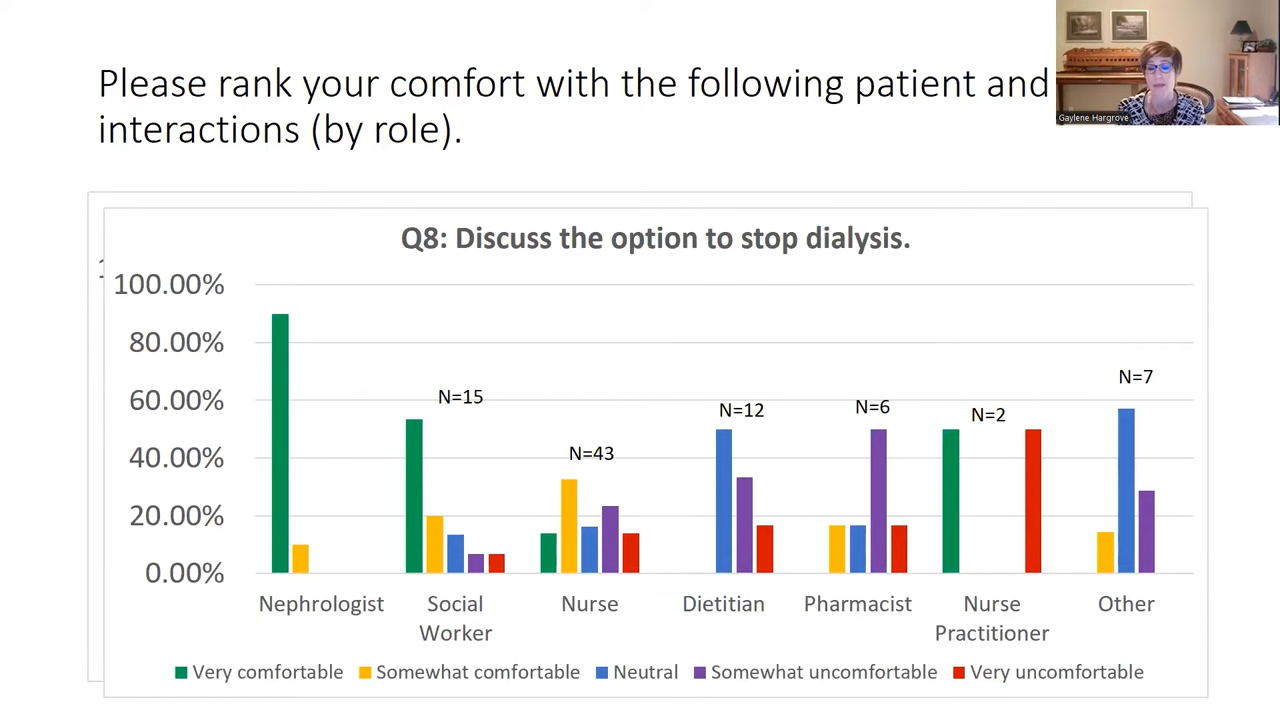 Please rank your comfort with the following patient and
interactions (by role).
Gaylene Hargrove
Q8: Discuss the option to stop dialysis.
100.00%
80.00%
60.00%
40.00%
20.00%
0.00%
N=15
N=43
N=12
N=6
N=2
N=7
Nephrologist
Social
Worker
Nurse
Dietitian
Pharmacist
Nurse
Practitioner
Other
Very comfortable
Somewhat comfortable
Neutral
Somewhat uncomfortable
Very uncomfortable